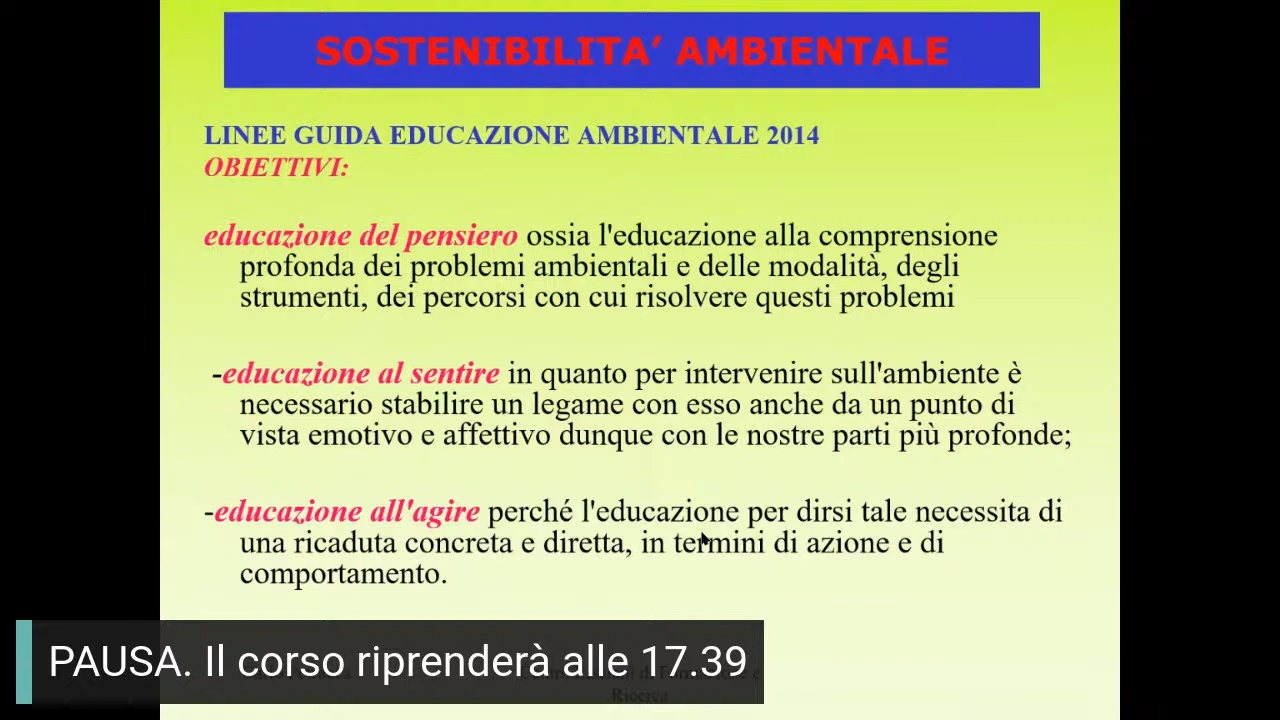 SOSTENIBILITA’ AMBIENTALE
LINEE GUIDA EDUCAZIONE AMBIENTALE 2014
OBIETTIVI:
educazione del pensiero ossia l'educazione alla comprensione
profonda dei problemi ambientali e delle modalità, degli
strumenti, dei percorsi con cui risolvere questi problemi
-educazione al sentire in quanto per intervenire sull'ambiente è
necessario stabilire un legame con esso anche da un punto di
vista emotivo e affettivo dunque con le nostre parti più profonde;
-educazione all'agire perché l'educazione per dirsi tale necessita di
una ricaduta concreta e diretta, in termini di azione e di
comportamento.
PAUSA. Il corso riprenderà alle 17.39
Ricerca